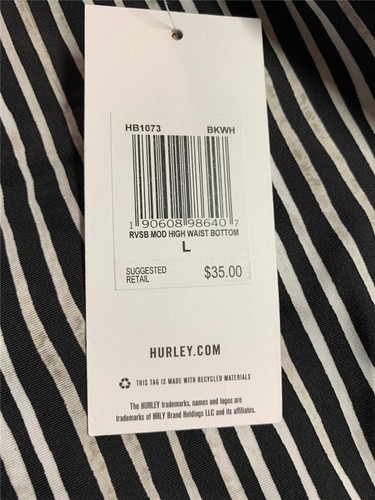 HB1073 BKWH
1 90608 98640 7
RVSB MOD HIGH WAIST BOTTOM
L
SUGGESTED
RETAIL $35.00
HURLEY.COM
THIS TAG IS MADE WITH RECYCLED MATERIALS
The HURLEY trademarks, names and logos are
trademarks of HRLY Brand Holdings LLC and its affiliates.